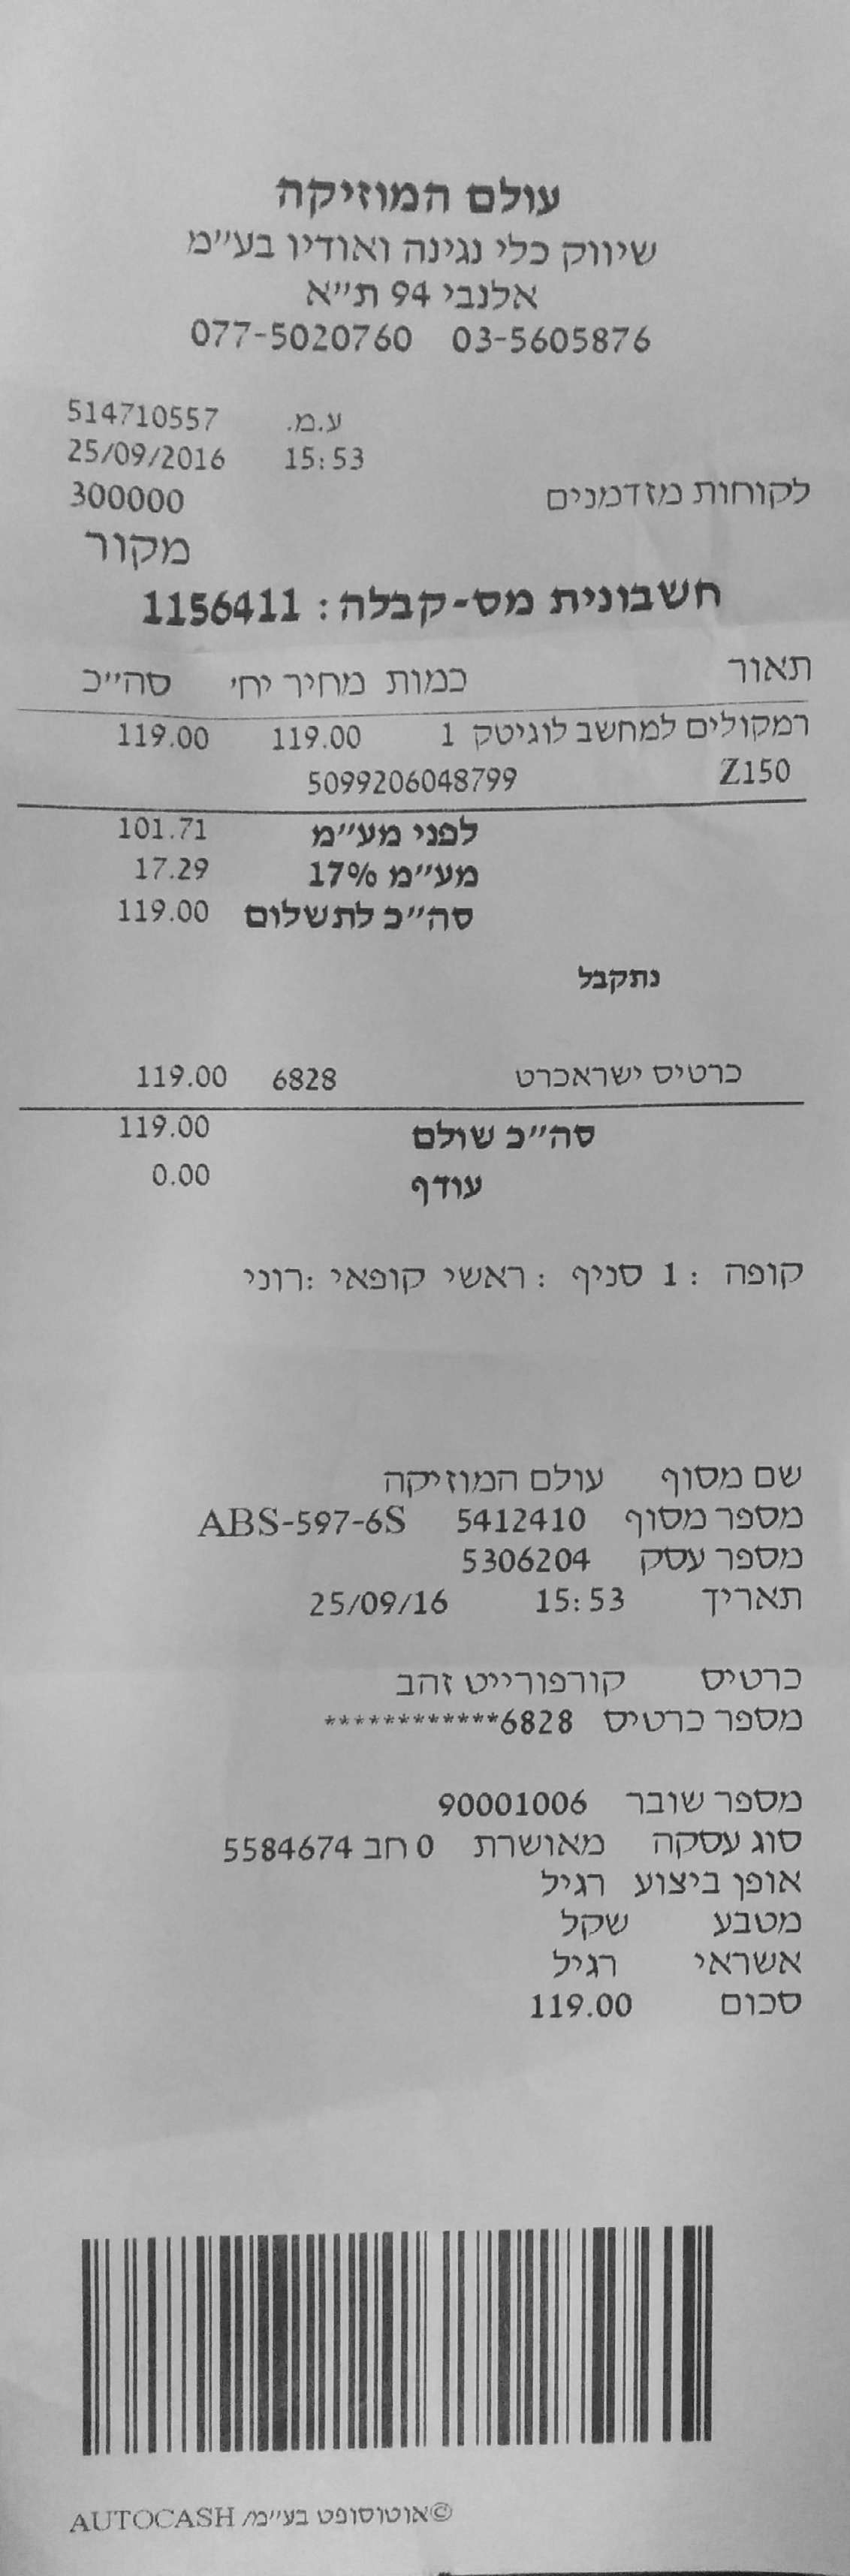 עולם המוזיקה
שיווק כלי נגינה ואודיו בע"מ
אלנבי 94 ת"א
077-5020760 03-5605876
ע.מ. 514710557
15:53 25/09/2016
לקוחות מזדמנים 300000
מקור
חשבונית מס-קבלה : 1156411
תאור כמות מחיר יח' סה"כ
רמקולים למחשב לוגיטק 1 119.00 119.00
Z150 5099206048799
לפני מע"מ 101.71
מע"מ 17% 17.29
סה"כ לתשלום 119.00
נתקבל
כרטיס ישראכרט 6828 119.00
סה"כ שולם 119.00
עודף 0.00
קופה : 1 סניף : ראשי קופאי :רוני
שם מסוף עולם המוזיקה
מספר מסוף 5412410 ABS-597-6S
מספר עסק 5306204
תאריך 15:53 25/09/16
כרטיס קורפורייט זהב
מספר כרטיס ************6828
מספר שובר 90001006
סוג עסקה מאושרת 0 חב 5584674
אופן ביצוע רגיל
מטבע שקל
אשראי רגיל
סכום 119.00
©אוטוסופט בע"מ/ AUTOCASH